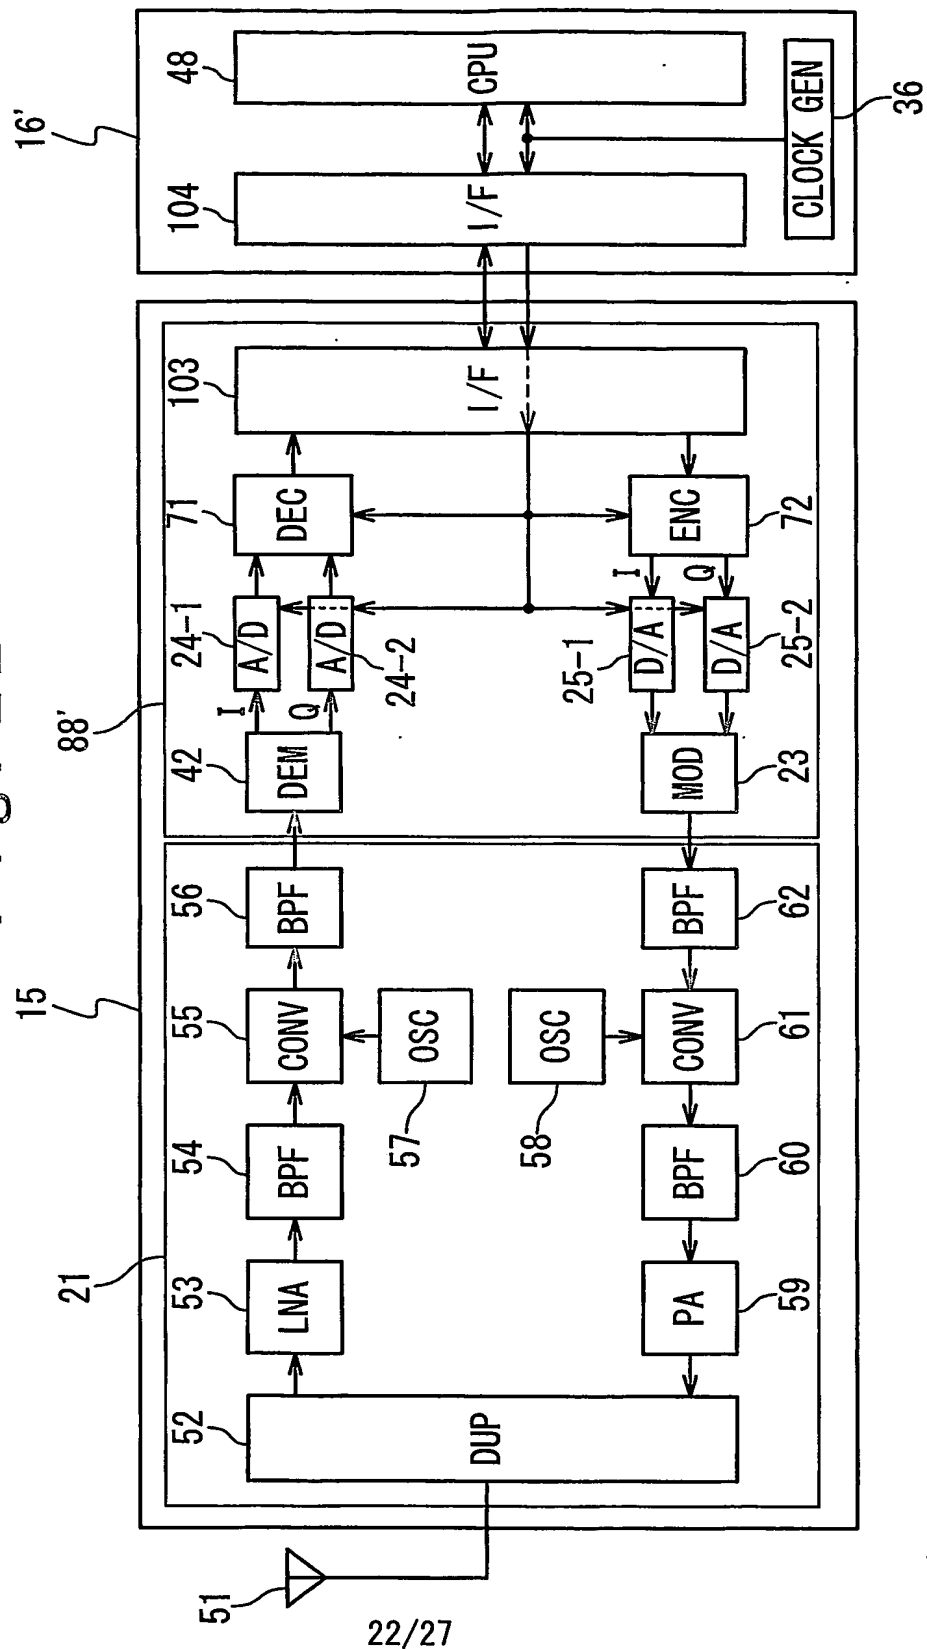 15
16'
21
88'
52
53
54
55
56
42
24-1
71
103
104
48
DUP
LNA
BPF
CONV
BPF
DEM
I
A/D
DEC
I/F
I/F
CPU
Q
A/D
24-2
OSC
57
51
OSC
58
25-1
I
D/A
Q
D/A
25-2
PA
BPF
CONV
BPF
MOD
ENC
59
60
61
62
23
72
CLOCK GEN
36
22/27